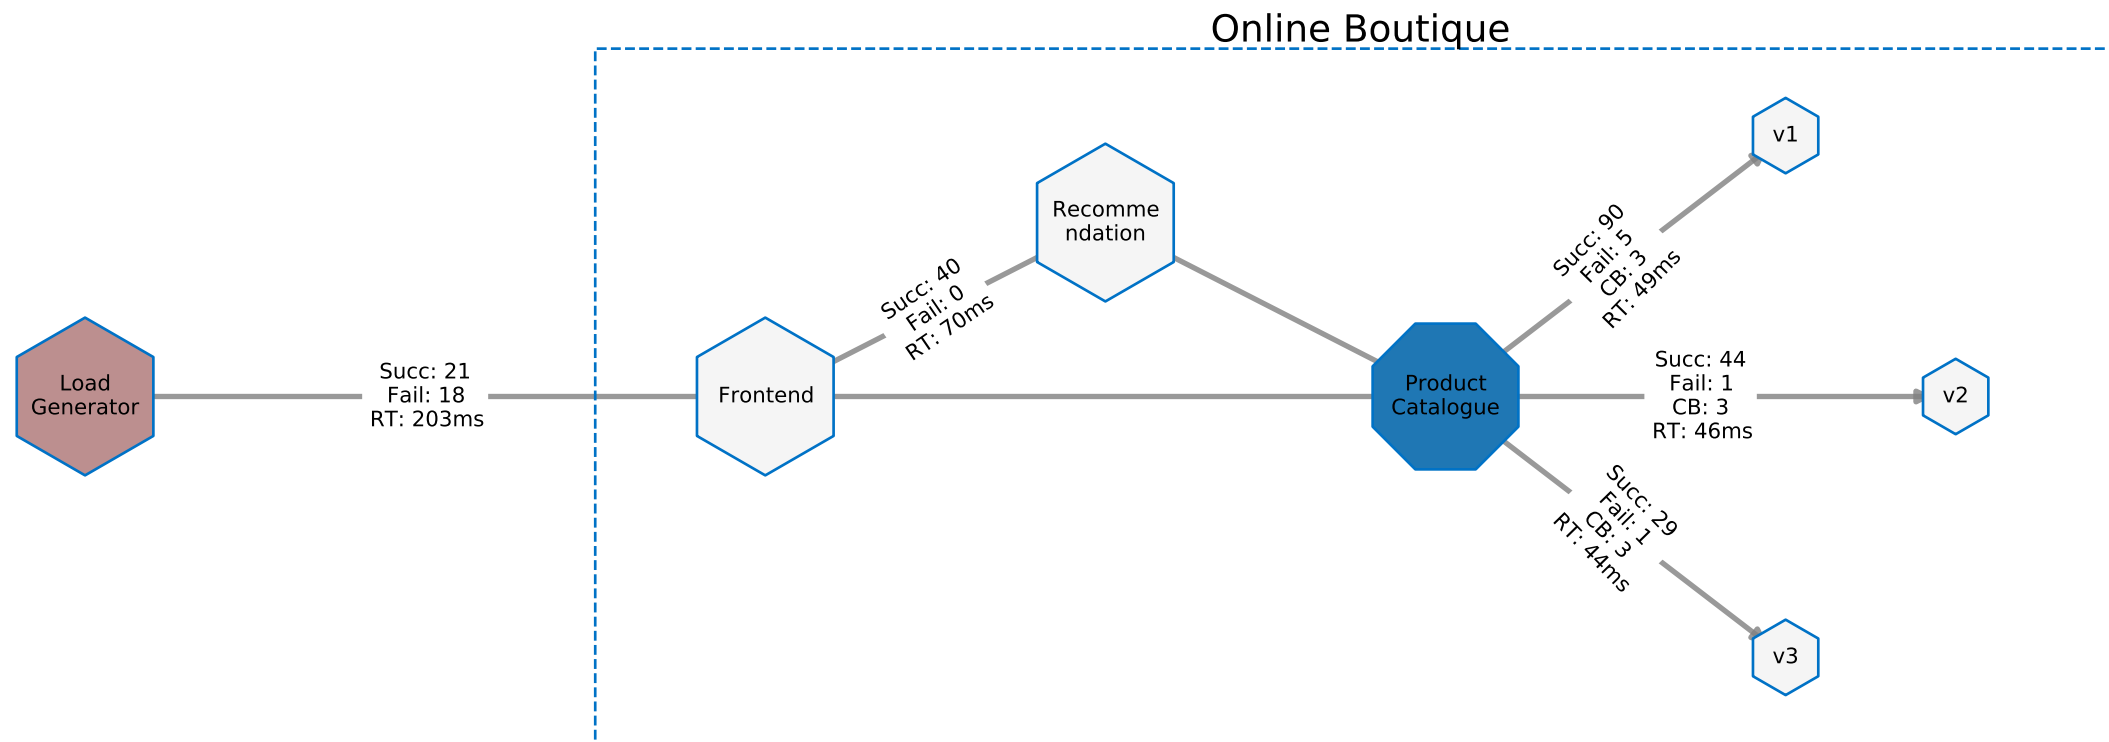 Online Boutique
Load
Generator
Succ: 21
Fail: 18
RT: 203ms
Frontend
Succ: 40
Fail: 0
RT: 70ms
Recomme
ndation
Product
Catalogue
Succ: 90
Fail: 5
CB: 3
RT: 49ms
v1
Succ: 44
Fail: 1
CB: 3
RT: 46ms
v2
Succ: 29
Fail: 1
CB: 3
RT: 44ms
v3